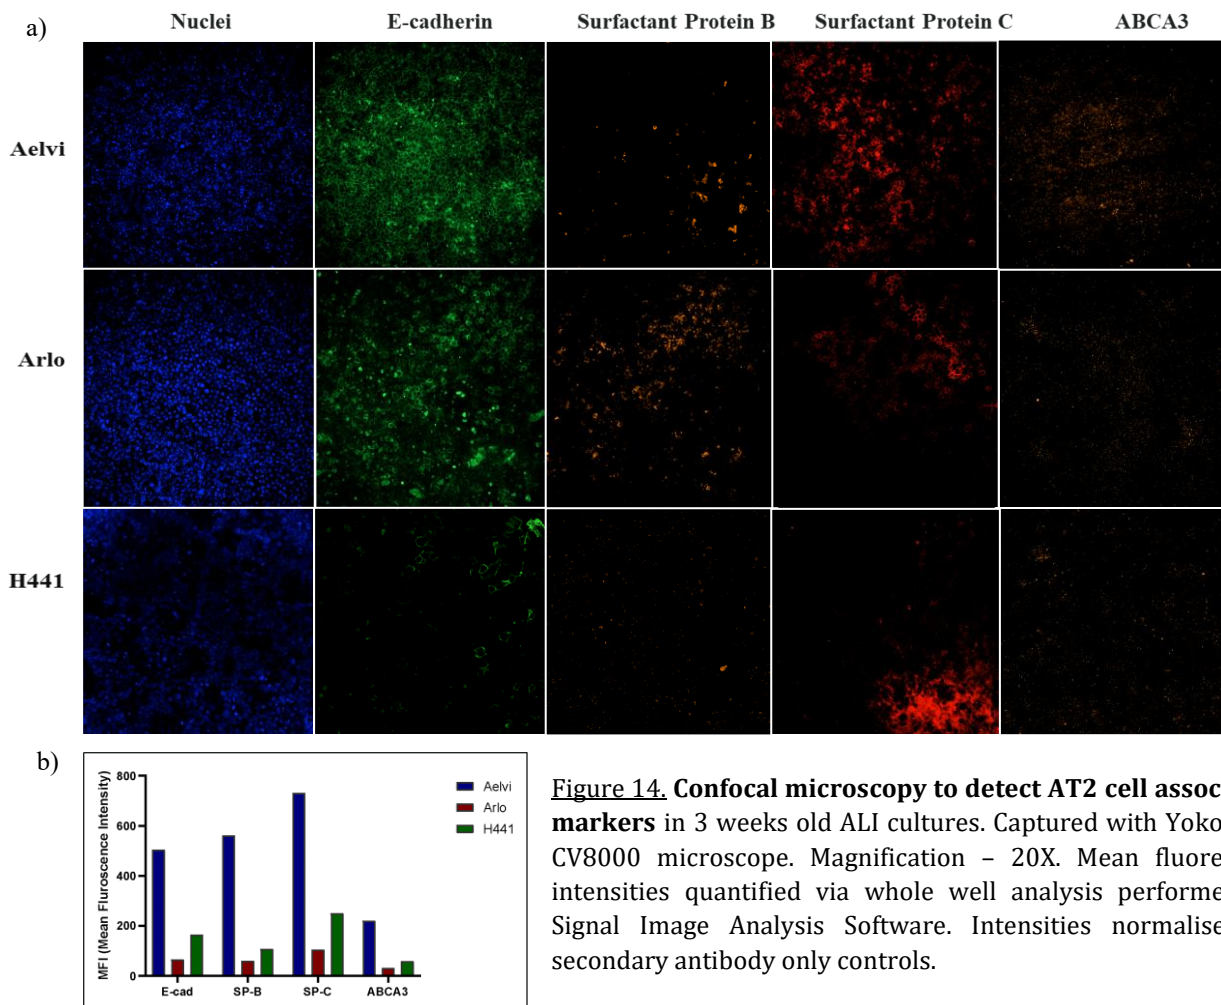 a)
Nuclei E-cadherin Surfactant Protein B Surfactant Protein C ABCA3
Aelvi
Arlo
H441
b)
MFI (Mean Fluroscence Intensity)
800
600
400
200
0
E-cad SP-B SP-C ABCA3
Aelvi
Arlo
H441
Figure 14. Confocal microscopy to detect AT2 cell assoc
markers in 3 weeks old ALI cultures. Captured with Yoko
CV8000 microscope. Magnification – 20X. Mean fluore
intensities quantified via whole well analysis performe
Signal Image Analysis Software. Intensities normalise
secondary antibody only controls.